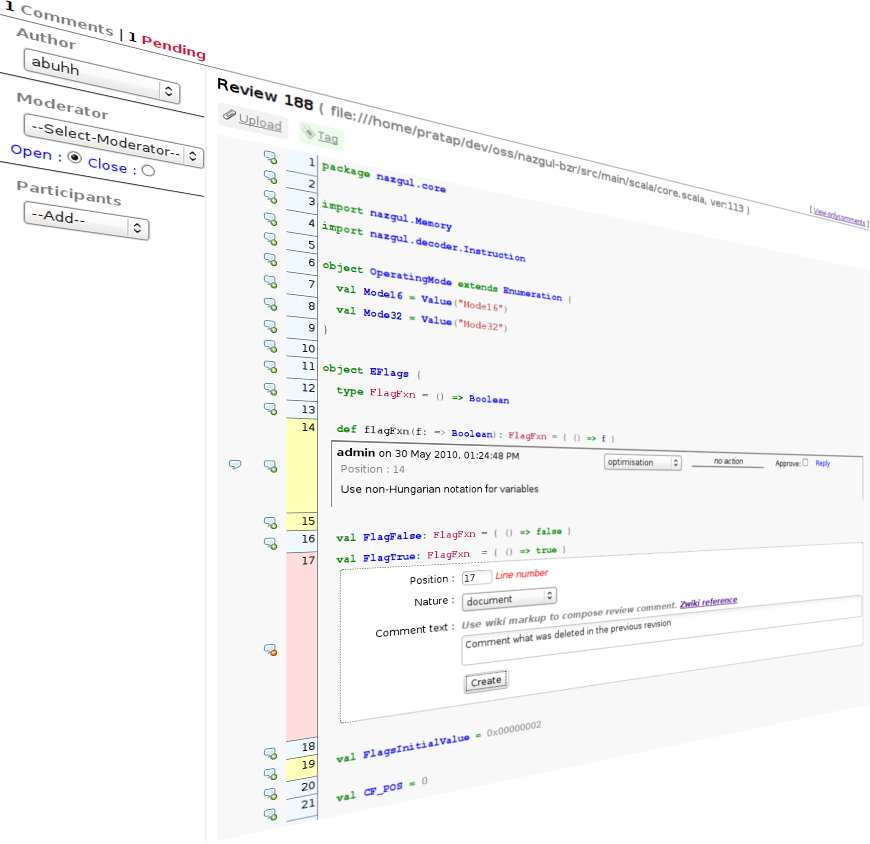 1 Comments | 1 Pending
Author
abuhh
Moderator
--Select-Moderator--
Open : Close :
Participants
--Add--
Review 188 ( file:///home/pratap/dev/oss/nazgul-bzr/src/main/scala/core.scala, ver:113 )
[ View only comments ]
Upload Tag
1 package nazgul.core
2
3 import nazgul.Memory
4 import nazgul.decoder.Instruction
5
6 object OperatingMode extends Enumeration {
7 val Mode16 = Value("Mode16")
8 val Mode32 = Value("Mode32")
9 }
10
11 object EFlags {
12 type FlagFxn = () => Boolean
13
14 def flagFxn(f: => Boolean): FlagFxn = { () => f }
admin on 30 May 2010, 01:24:48 PM optimisation no action Approve: Reply
Position : 14
Use non-Hungarian notation for variables
15
16 val FlagFalse: FlagFxn = { () => false }
17 val FlagTrue: FlagFxn = { () => true }
Position : 17 Line number
Nature : document
Comment text : Use wiki markup to compose review comment. Zwiki reference
Comment what was deleted in the previous revision
Create
18
19 val FlagsInitialValue = 0x00000002
20
21 val CF_POS = 0